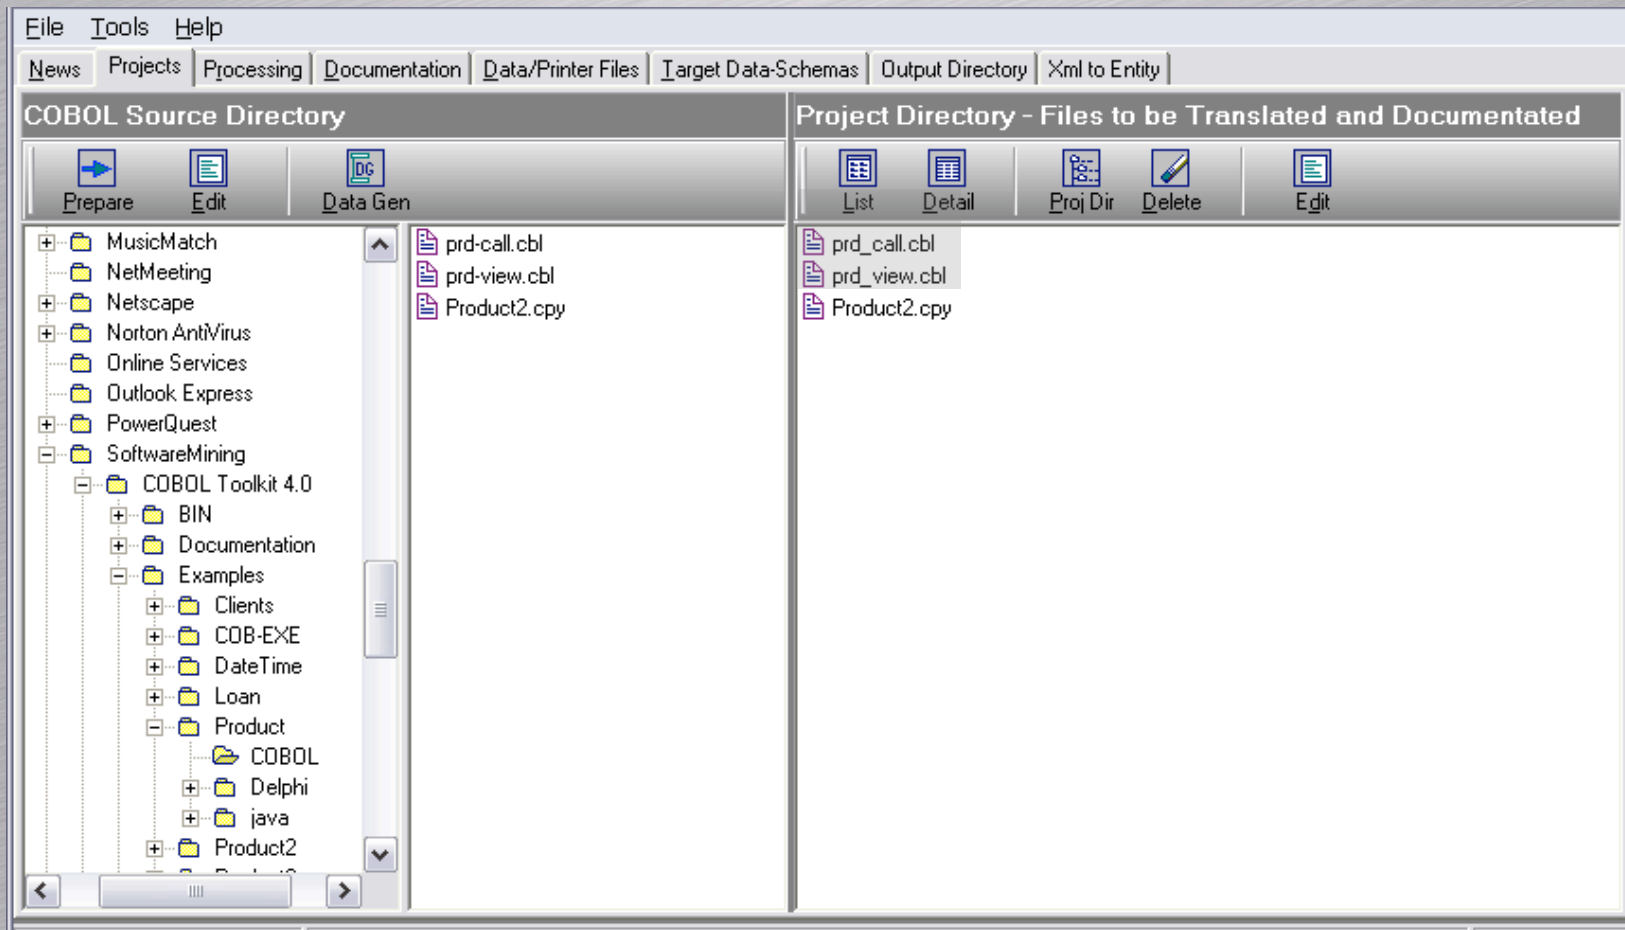 File Tools Help
News Projects Processing Documentation Data/Printer Files Target Data-Schemas Output Directory Xml to Entity
COBOL Source Directory
Prepare Edit Data Gen
MusicMatch
NetMeeting
Netscape
Norton AntiVirus
Online Services
Outlook Express
PowerQuest
SoftwareMining
COBOL Toolkit 4.0
BIN
Documentation
Examples
Clients
COB-EXE
DateTime
Loan
Product
COBOL
Delphi
java
Product2
prd-call.cbl
prd-view.cbl
Product2.cpy
Project Directory - Files to be Translated and Documentated
List Detail Proj Dir Delete Edit
prd_call.cbl
prd_view.cbl
Product2.cpy